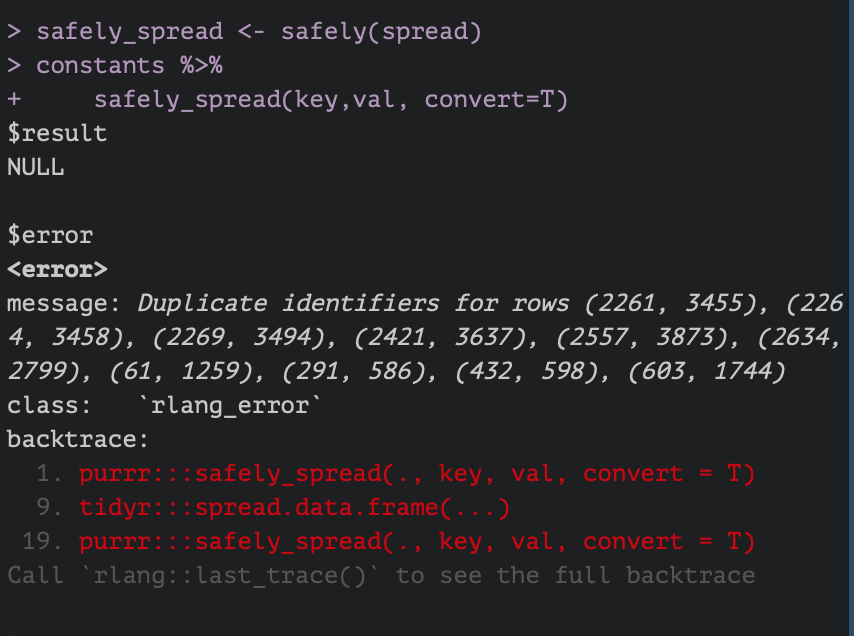 > safely_spread <- safely(spread)
> constants %>%
+     safely_spread(key,val, convert=T)
$result
NULL

$error
<error>
message: Duplicate identifiers for rows (2261, 3455), (226
4, 3458), (2269, 3494), (2421, 3637), (2557, 3873), (2634,
2799), (61, 1259), (291, 586), (432, 598), (603, 1744)
class:   `rlang_error`
backtrace:
  1. purrr:::safely_spread(., key, val, convert = T)
  9. tidyr:::spread.data.frame(...)
 19. purrr:::safely_spread(., key, val, convert = T)
Call `rlang::last_trace()` to see the full backtrace